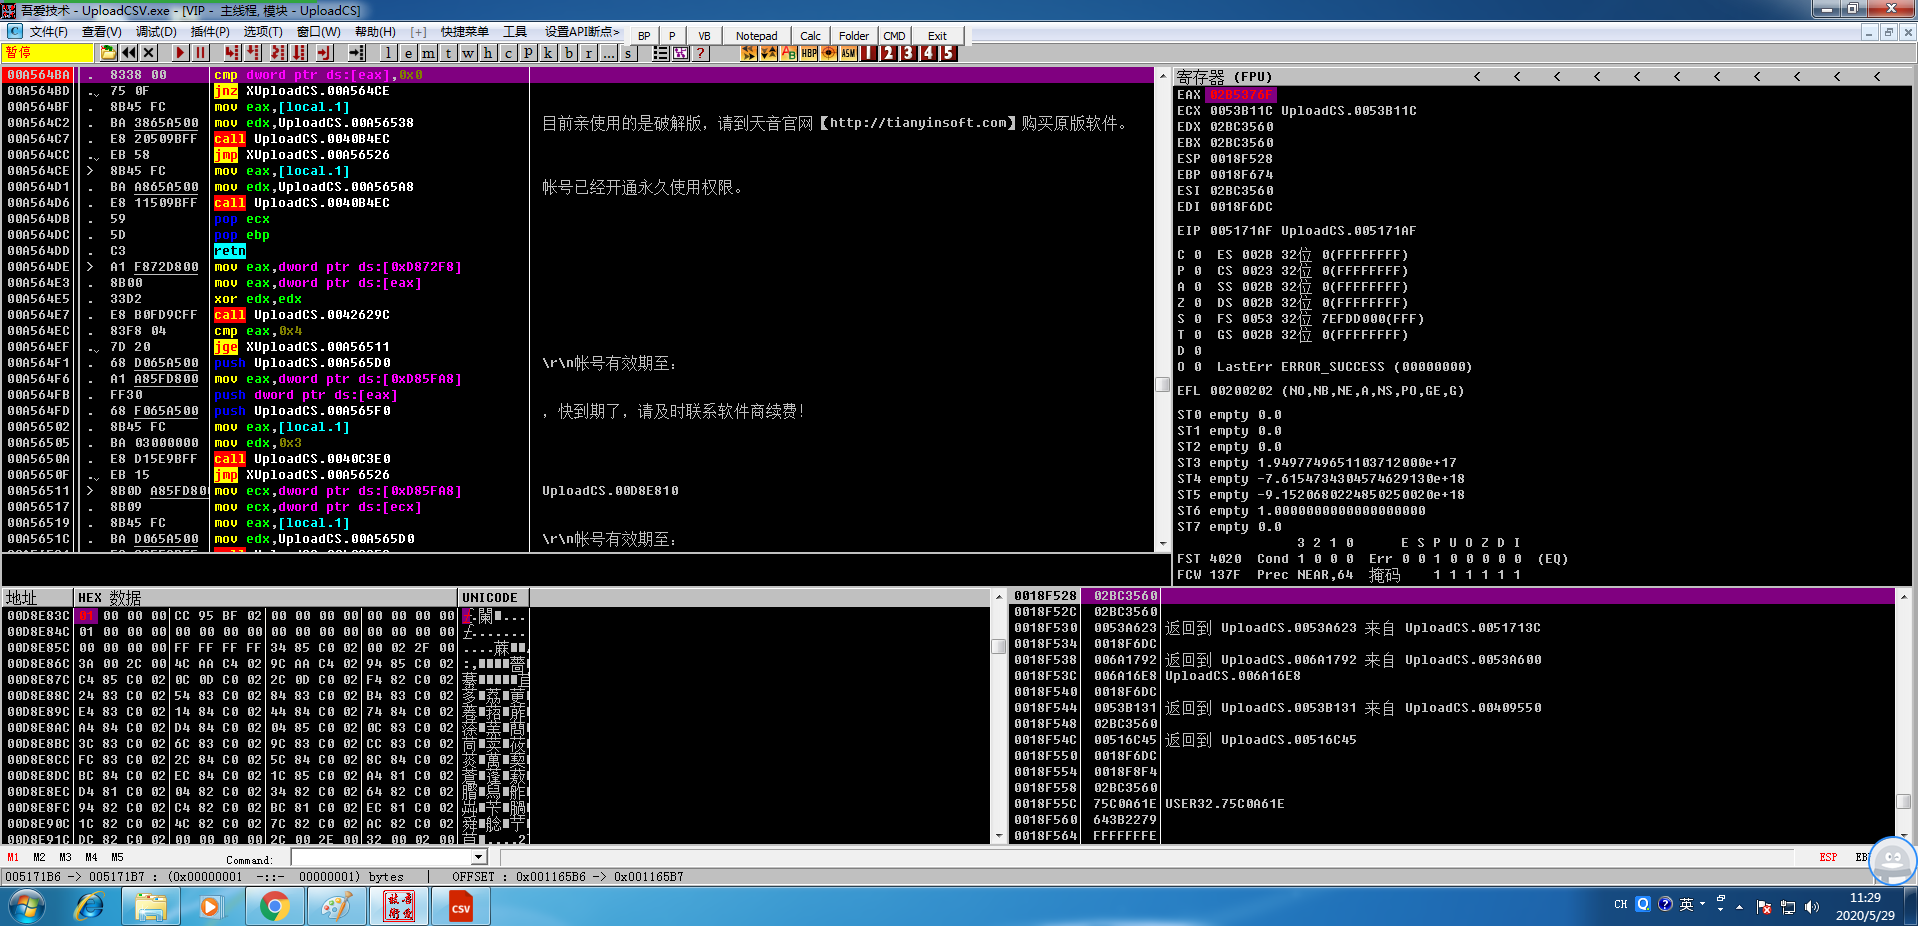 吾爱技术 - UploadCSV.exe - [VIP - 主线程, 模块 - UploadCS]
文件(F) 查看(V) 调试(D) 插件(P) 选项(T) 窗口(W) 帮助(H) [+] 快捷菜单 工具 设置API断点> BP P VB Notepad Calc Folder CMD Exit
暂停 l e m t w h c p k b r ... s ? HBP ASM 1 2 3 4 5
00A564BA . 8338 00 cmp dword ptr ds:[eax],0x0
00A564BD . 75 0F jnz XUploadCS.00A564CE
00A564BF . 8B45 FC mov eax,[local.1]
00A564C2 . BA 3865A500 mov edx,UploadCS.00A56538 目前亲使用的是破解版，请到天音官网【http://tianyinsoft.com】购买原版软件。
00A564C7 . E8 20509BFF call UploadCS.0040B4EC
00A564CC . EB 58 jmp XUploadCS.00A56526
00A564CE > 8B45 FC mov eax,[local.1]
00A564D1 . BA A865A500 mov edx,UploadCS.00A565A8 帐号已经开通永久使用权限。
00A564D6 . E8 11509BFF call UploadCS.0040B4EC
00A564DB . 59 pop ecx
00A564DC . 5D pop ebp
00A564DD . C3 retn
00A564DE > A1 F872D800 mov eax,dword ptr ds:[0xD872F8]
00A564E3 . 8B00 mov eax,dword ptr ds:[eax]
00A564E5 . 33D2 xor edx,edx
00A564E7 . E8 B0FD9CFF call UploadCS.0042629C
00A564EC . 83F8 04 cmp eax,0x4
00A564EF . 7D 20 jge XUploadCS.00A56511
00A564F1 . 68 D065A500 push UploadCS.00A565D0 \r\n帐号有效期至:
00A564F6 . A1 A85FD800 mov eax,dword ptr ds:[0xD85FA8]
00A564FB . FF30 push dword ptr ds:[eax]
00A564FD . 68 F065A500 push UploadCS.00A565F0 ，快到期了，请及时联系软件商续费！
00A56502 . 8B45 FC mov eax,[local.1]
00A56505 . BA 03000000 mov edx,0x3
00A5650A . E8 D15E9BFF call UploadCS.0040C3E0
00A5650F . EB 15 jmp XUploadCS.00A56526
00A56511 > 8B0D A85FD800 mov ecx,dword ptr ds:[0xD85FA8] UploadCS.00D8E810
00A56517 . 8B09 mov ecx,dword ptr ds:[ecx]
00A56519 . 8B45 FC mov eax,[local.1]
00A5651C . BA D065A500 mov edx,UploadCS.00A565D0 \r\n帐号有效期至:
寄存器 (FPU) < < < < < < < < < < <
EAX 0285876F
ECX 0053B11C UploadCS.0053B11C
EDX 02BC3560
EBX 02BC3560
ESP 0018F528
EBP 0018F674
ESI 02BC3560
EDI 0018F6DC
EIP 005171AF UploadCS.005171AF
C 0 ES 002B 32位 0(FFFFFFFF)
P 0 CS 0023 32位 0(FFFFFFFF)
A 0 SS 002B 32位 0(FFFFFFFF)
Z 0 DS 002B 32位 0(FFFFFFFF)
S 0 FS 0053 32位 7EFDD000(FFF)
T 0 GS 002B 32位 0(FFFFFFFF)
D 0
O 0 LastErr ERROR_SUCCESS (00000000)
EFL 00200202 (NO,NB,NE,A,NS,PO,GE,G)
ST0 empty 0.0
ST1 empty 0.0
ST2 empty 0.0
ST3 empty 1.9497749651103712000e+17
ST4 empty -7.6154734304574629130e+18
ST5 empty -9.1520680224850250020e+18
ST6 empty 1.0000000000000000000
ST7 empty 0.0
3 2 1 0 E S P U O Z D I
FST 4020 Cond 1 0 0 0 Err 0 0 1 0 0 0 0 0 (EQ)
FCW 137F Prec NEAR,64 掩码 1 1 1 1 1 1
地址 HEX 数据 UNICODE
00D8E83C 01 00 00 00 CC 95 BF 02 00 00 00 00 00 00 00 00
00D8E84C 01 00 00 00 00 00 00 00 00 00 00 00 00 00 00 00
00D8E85C 00 00 00 00 FF FF FF FF 34 85 C0 02 00 02 2F 00
00D8E86C 3A 00 2C 00 4C AA C4 02 9C AA C4 02 94 85 C0 02
00D8E87C C4 85 C0 02 0C 0D C0 02 2C 0D C0 02 F4 82 C0 02
00D8E88C 24 83 C0 02 54 83 C0 02 84 83 C0 02 B4 83 C0 02
00D8E89C E4 83 C0 02 14 84 C0 02 44 84 C0 02 74 84 C0 02
00D8E8AC A4 84 C0 02 D4 84 C0 02 04 85 C0 02 0C 83 C0 02
00D8E8BC 3C 83 C0 02 6C 83 C0 02 9C 83 C0 02 CC 83 C0 02
00D8E8CC FC 83 C0 02 2C 84 C0 02 5C 84 C0 02 8C 84 C0 02
00D8E8DC BC 84 C0 02 EC 84 C0 02 1C 85 C0 02 A4 81 C0 02
00D8E8EC D4 81 C0 02 04 82 C0 02 34 82 C0 02 64 82 C0 02
00D8E8FC 94 82 C0 02 C4 82 C0 02 BC 81 C0 02 EC 81 C0 02
00D8E90C 1C 82 C0 02 4C 82 C0 02 7C 82 C0 02 AC 82 C0 02
00D8E91C DC 82 C0 02 00 00 00 00 2C 00 2E 00 32 00 02 00
0018F528 02BC3560
0018F52C 02BC3560
0018F530 0053A623 返回到 UploadCS.0053A623 来自 UploadCS.0051713C
0018F534 0018F6DC
0018F538 006A1792 返回到 UploadCS.006A1792 来自 UploadCS.0053A600
0018F53C 006A16E8 UploadCS.006A16E8
0018F540 0018F6DC
0018F544 0053B131 返回到 UploadCS.0053B131 来自 UploadCS.00409550
0018F548 02BC3560
0018F54C 00516C45 返回到 UploadCS.00516C45
0018F550 0018F6DC
0018F554 0018F8F4
0018F558 02BC3560
0018F55C 75C0A61E USER32.75C0A61E
0018F560 643B2279
0018F564 FFFFFFFE
M1 M2 M3 M4 M5 Command: ESP
005171B6 -> 005171B7 : (0x00000001 -::- 00000001) bytes | OFFSET : 0x001165B6 -> 0x001165B7
CSV CH 英 11:29
2020/5/29